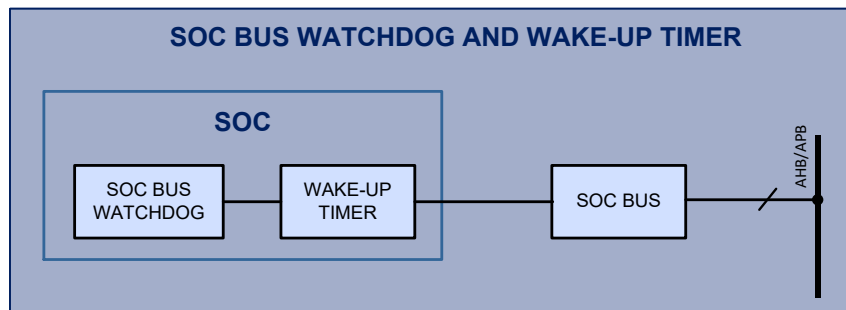 SOC BUS WATCHDOG AND WAKE-UP TIMER
SOC
SOC BUS
WATCHDOG
WAKE-UP
TIMER
SOC BUS
AHB/APB